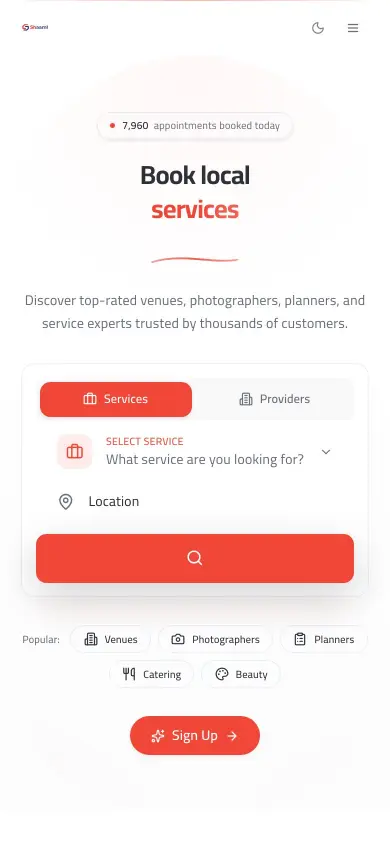 7,960 appointments booked today
Book local
services
Discover top-rated venues, photographers, planners, and
service experts trusted by thousands of customers.
Services
Providers
SELECT SERVICE
What service are you looking for?
Location
Popular:
Venues
Photographers
Planners
Catering
Beauty
Sign Up